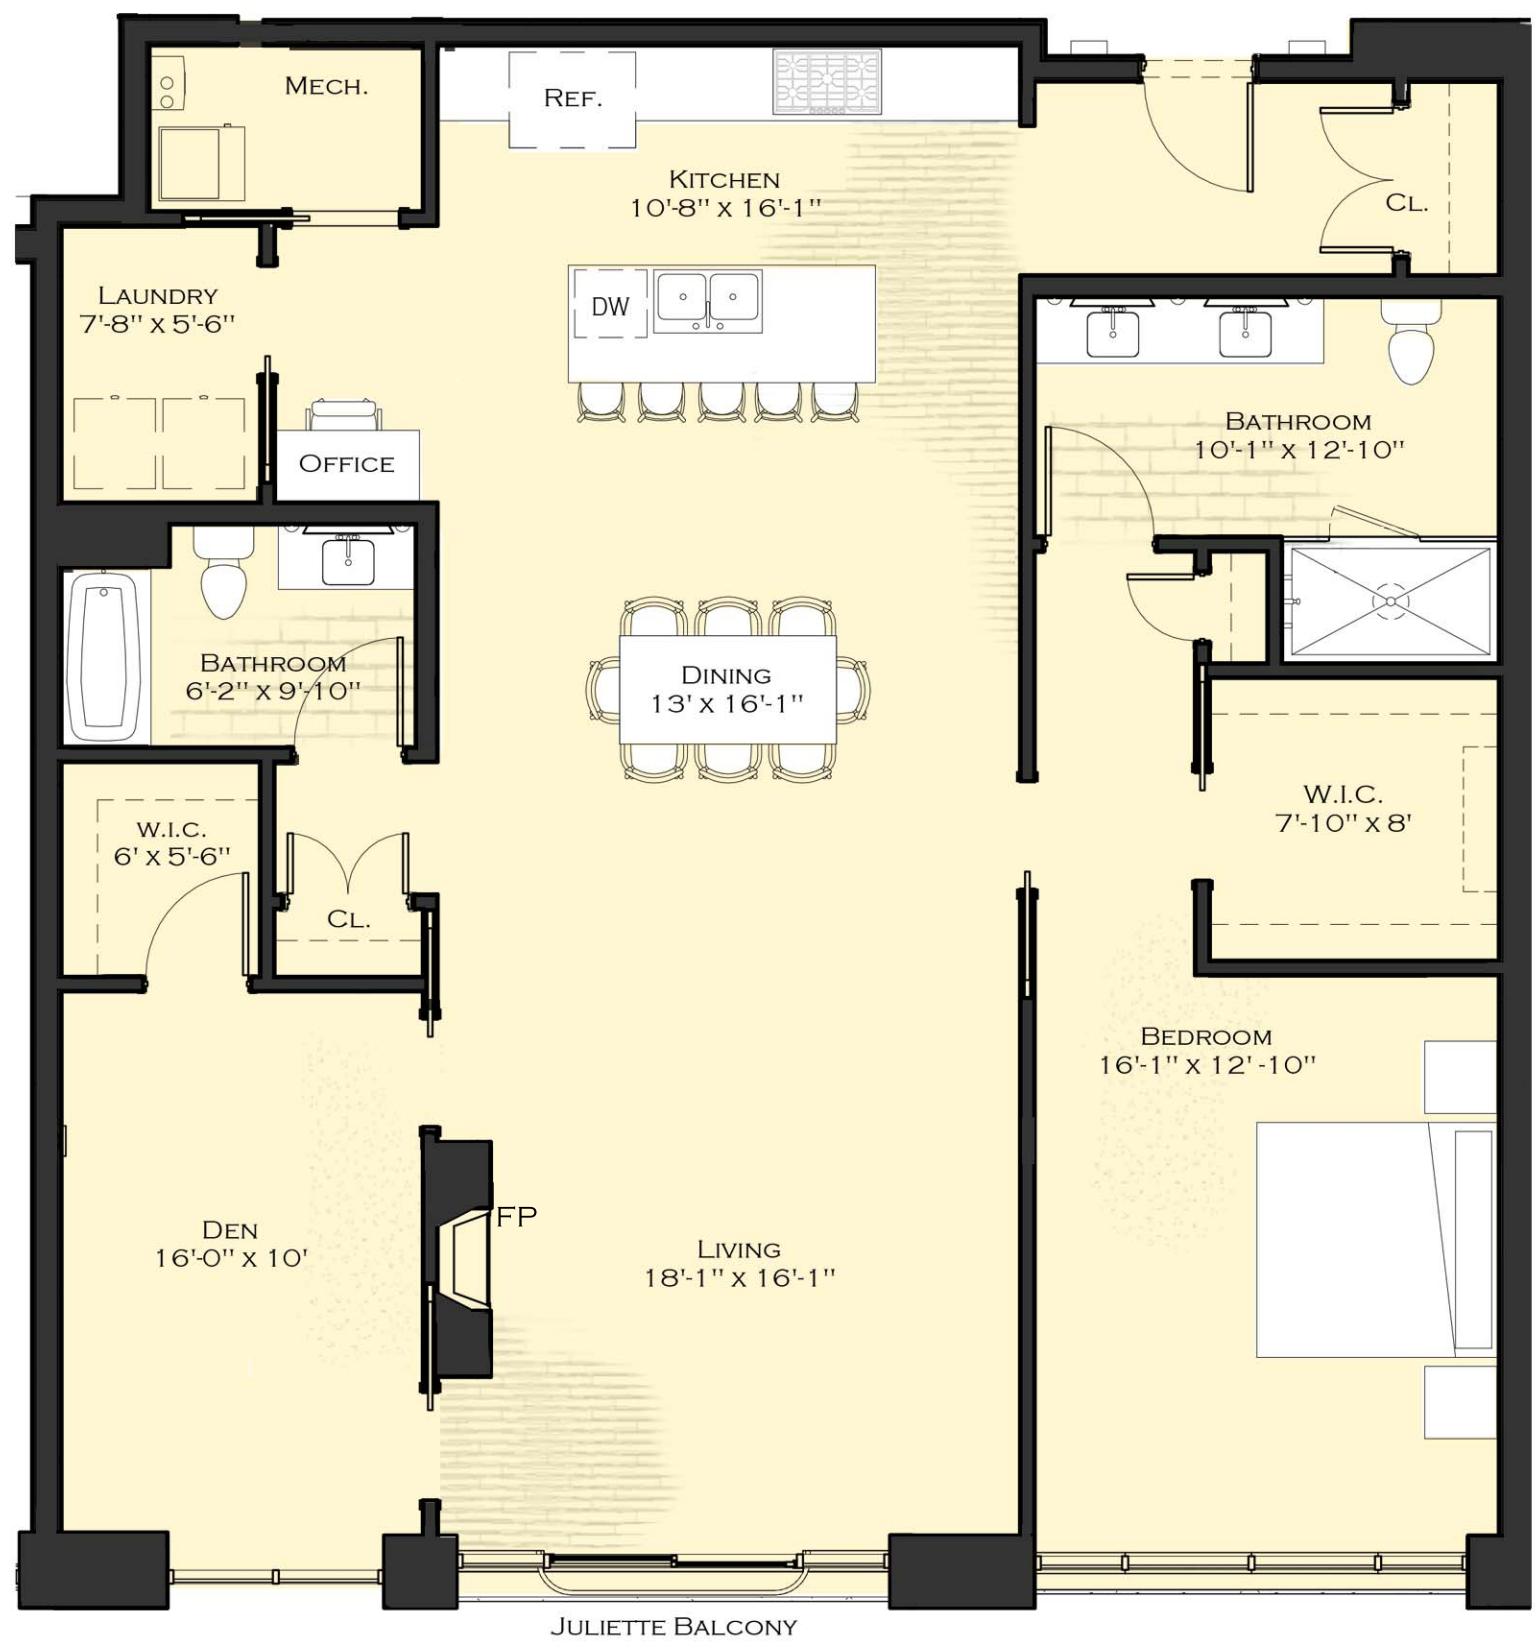 MECH.
REF.
KITCHEN
10'-8" X 16'-1"
CL.
LAUNDRY
7'-8" X 5'-6"
DW
BATHROOM
10'-1" X 12'-10"
OFFICE
BATHROOM
6'-2" X 9'-10"
DINING
13' X 16'-1"
W.I.C.
7'-10" X 8'
W.I.C.
6' X 5'-6"
CL.
BEDROOM
16'-1" X 12' -10"
FP
DEN
16'-0" X 10'
LIVING
18'-1" X 16'-1"
JULIETTE BALCONY